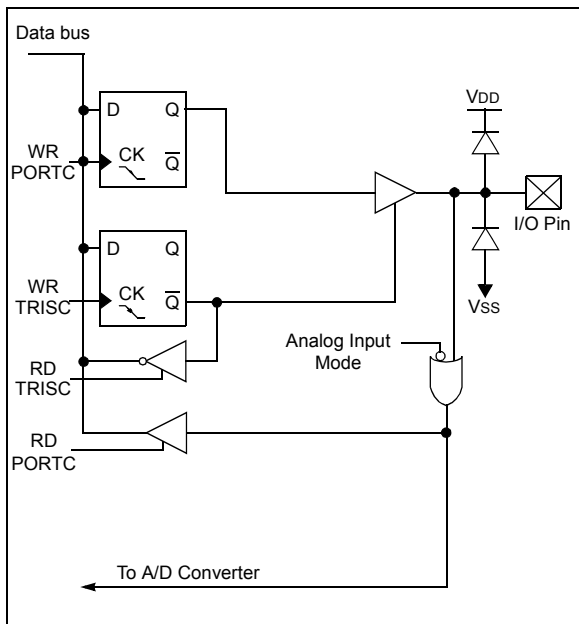 Data bus
D
Q
VDD
WR
PORTC
CK
Q
I/O Pin
D
Q
WR
TRISC
CK
Q
VSS
Analog Input
Mode
RD
TRISC
RD
PORTC
To A/D Converter